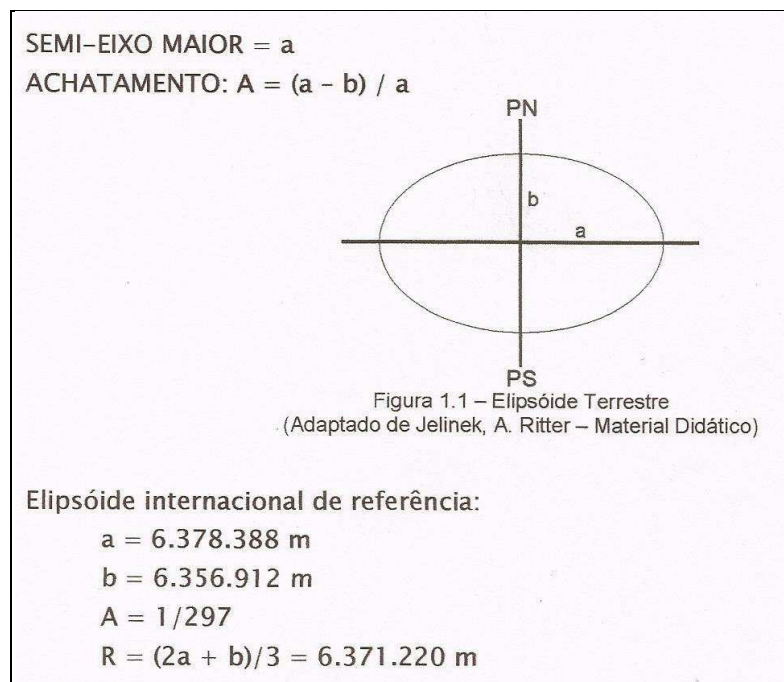 SEMI-EIXO MAIOR = a
ACHATAMENTO: A = (a - b) / a
PN
b
a
PS
Figura 1.1 – Elipsóide Terrestre
(Adaptado de Jelinek, A. Ritter – Material Didático)
Elipsóide internacional de referência:
a = 6.378.388 m
b = 6.356.912 m
A = 1/297
R = (2a + b)/3 = 6.371.220 m